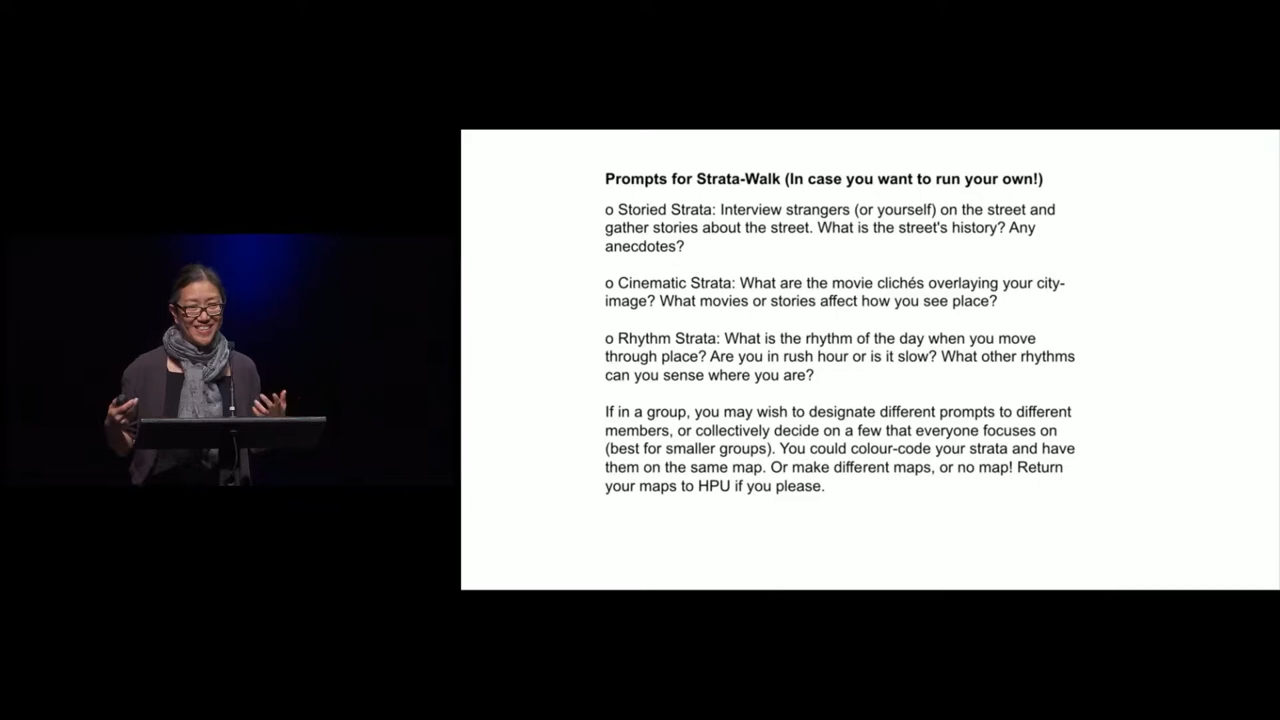 Prompts for Strata-Walk (In case you want to run your own!)
o Storied Strata: Interview strangers (or yourself) on the street and
gather stories about the street. What is the street's history? Any
anecdotes?
o Cinematic Strata: What are the movie clichés overlaying your city-
image? What movies or stories affect how you see place?
o Rhythm Strata: What is the rhythm of the day when you move
through place? Are you in rush hour or is it slow? What other rhythms
can you sense where you are?
If in a group, you may wish to designate different prompts to different
members, or collectively decide on a few that everyone focuses on
(best for smaller groups). You could colour-code your strata and have
them on the same map. Or make different maps, or no map! Return
your maps to HPU if you please.